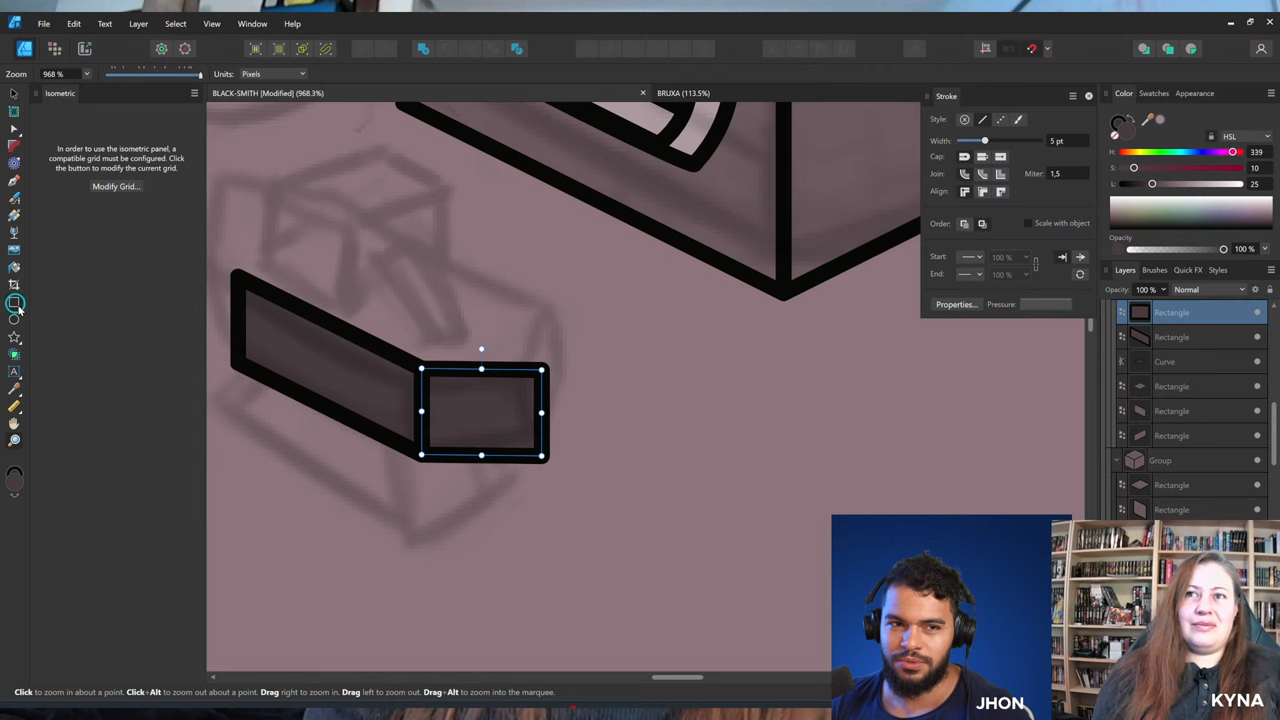 File Edit Text Layer Select View Window Help
Zoom 968 % Units: Pixels
Isometric
BLACK-SMITH [Modified] (968.3%)
BRUXA (113.5%)
In order to use the isometric panel, a
compatible grid must be configured. Click
the button to modify the current grid.
Modify Grid...
Stroke
Style:
Width: 5 pt
Cap:
Join: Miter: 1,5
Align:
Order: Scale with object
Start: 100 % 100 %
End: 100 % 100 %
Properties... Pressure:
Color Swatches Appearance
HSL
H: 339
S: 10
L: 25
Opacity
100 %
Layers Brushes Quick FX Styles
Opacity: 100 % Normal
Rectangle
Rectangle
Curve
Rectangle
Rectangle
Rectangle
Group
Rectangle
Rectangle
JHON
KYNA
Click to zoom in about a point. Click+Alt to zoom out about a point. Drag right to zoom in. Drag left to zoom out. Drag+Alt to zoom into the marquee.